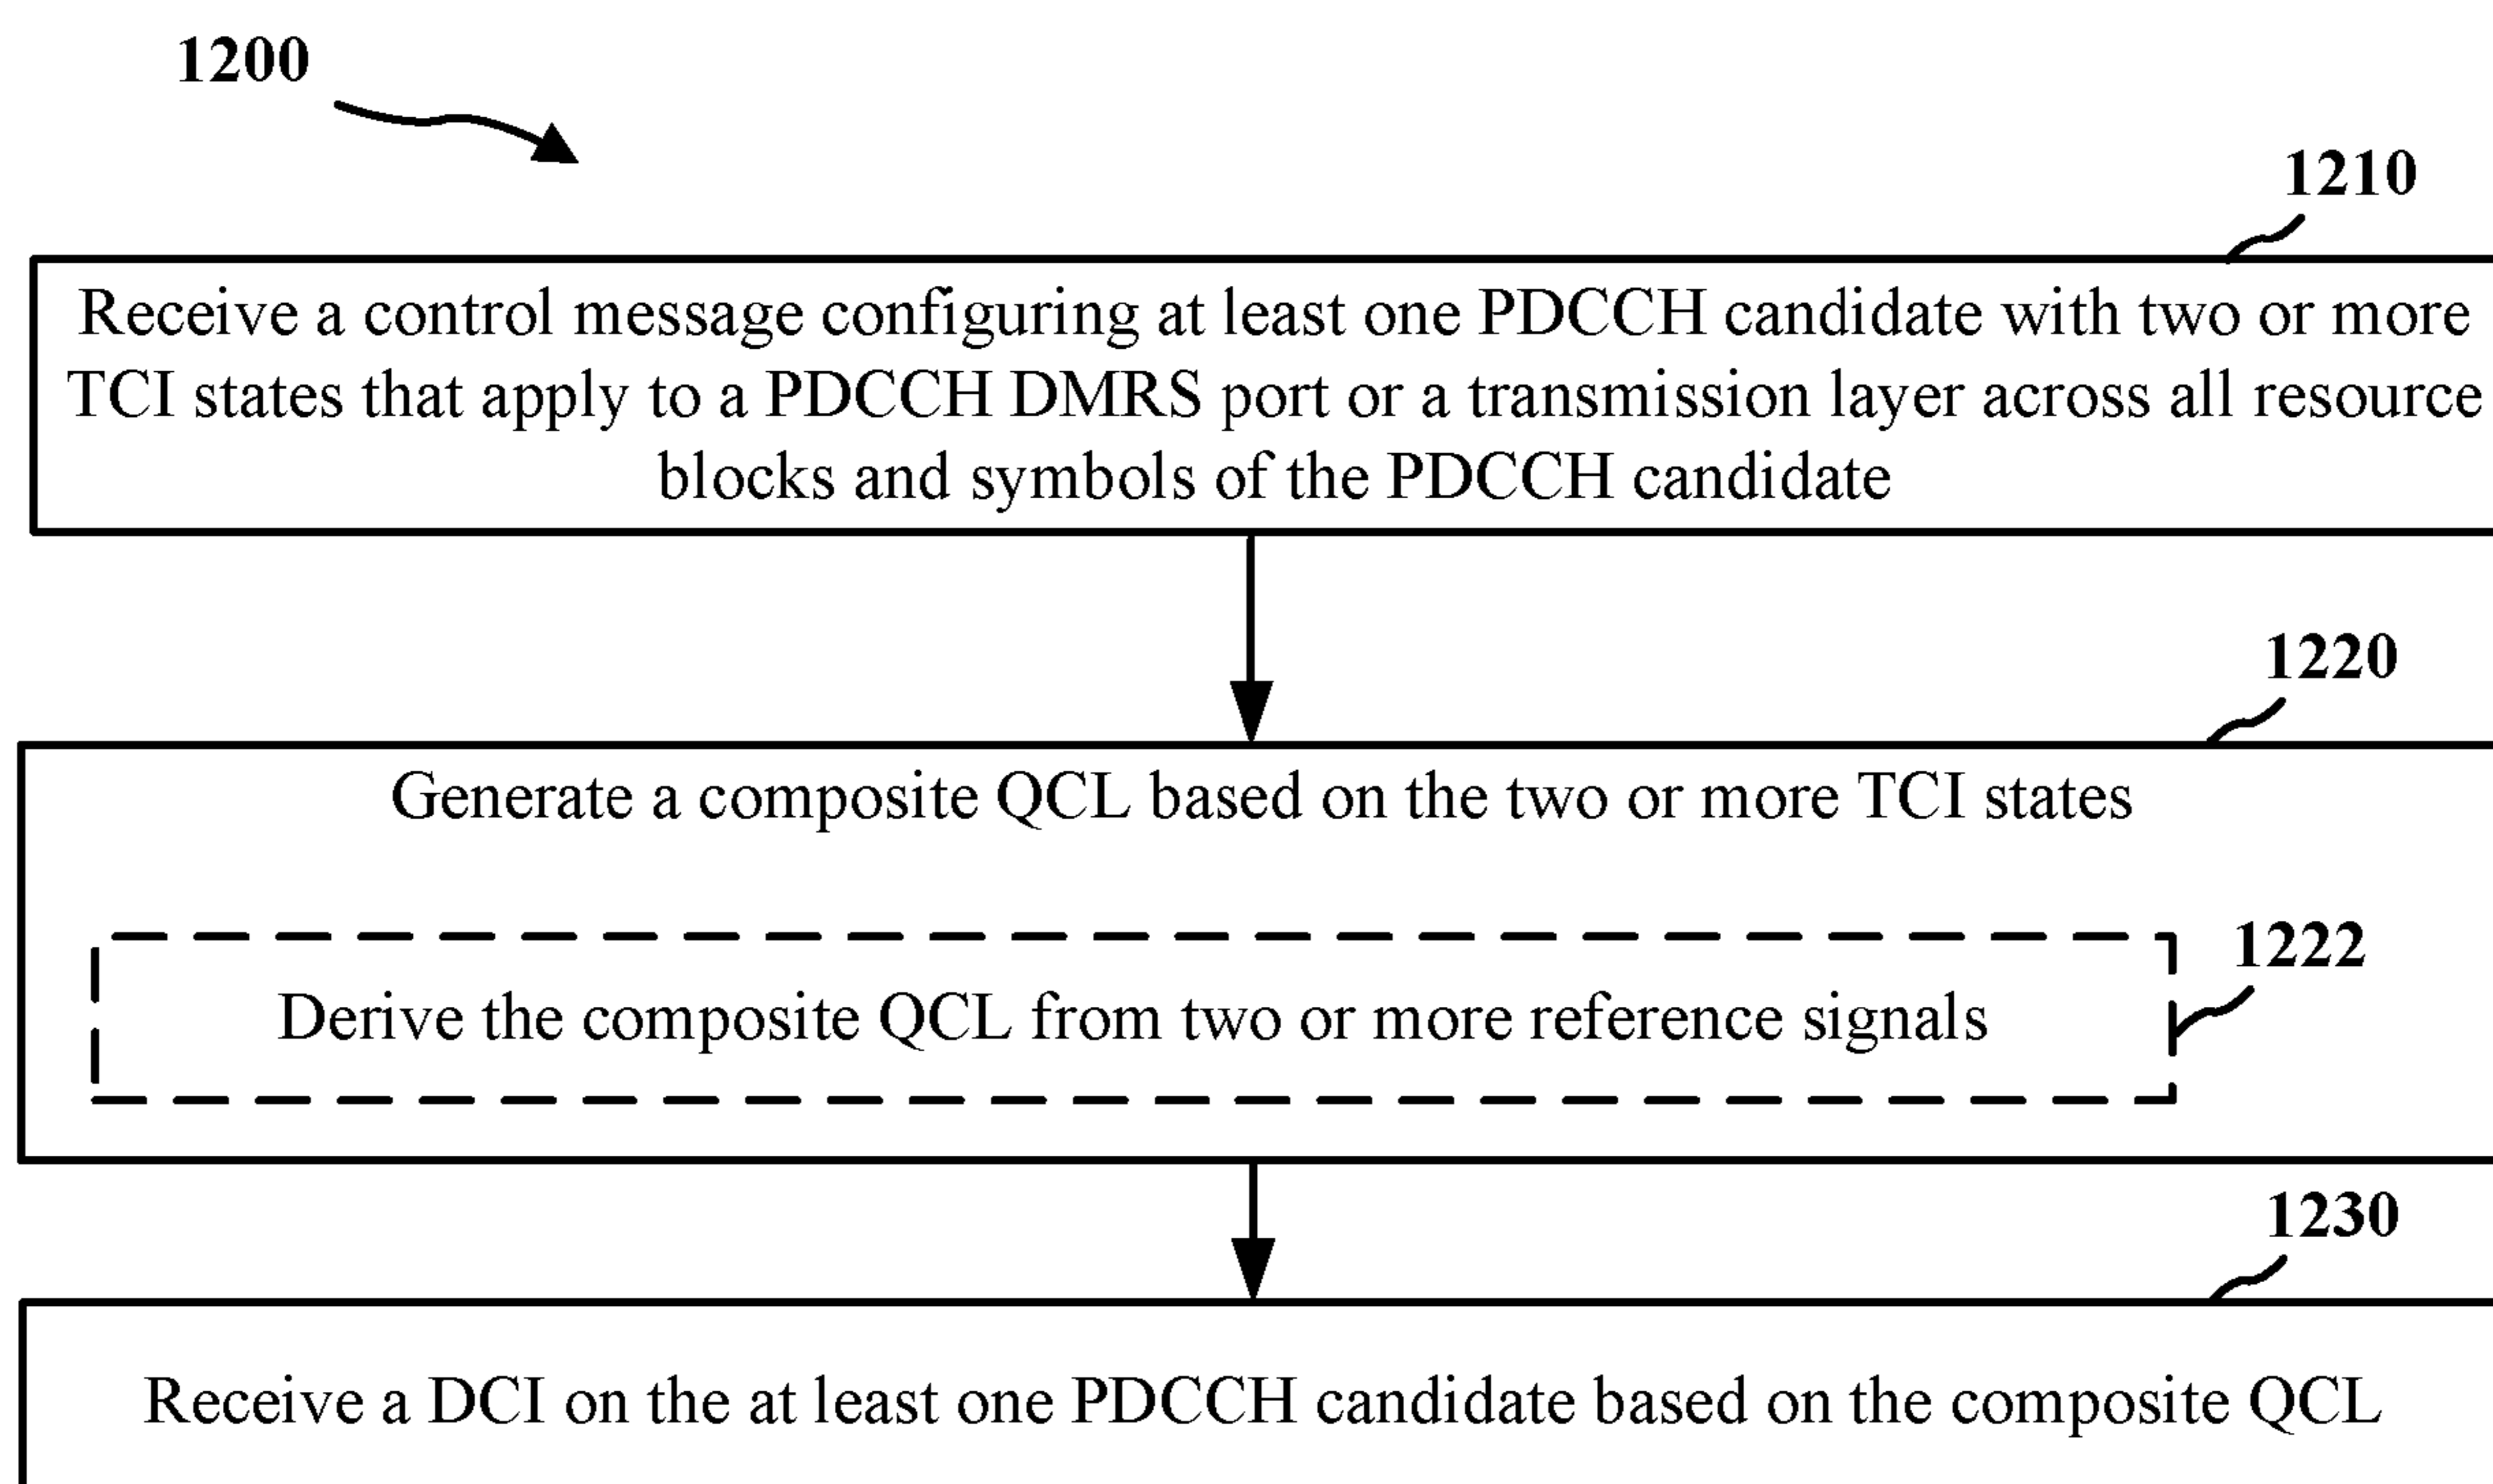 1200
1210
Receive a control message configuring at least one PDCCH candidate with two or more
TCI states that apply to a PDCCH DMRS port or a transmission layer across all resource
blocks and symbols of the PDCCH candidate
1220
Generate a composite QCL based on the two or more TCI states
1222
Derive the composite QCL from two or more reference signals
1230
Receive a DCI on the at least one PDCCH candidate based on the composite QCL